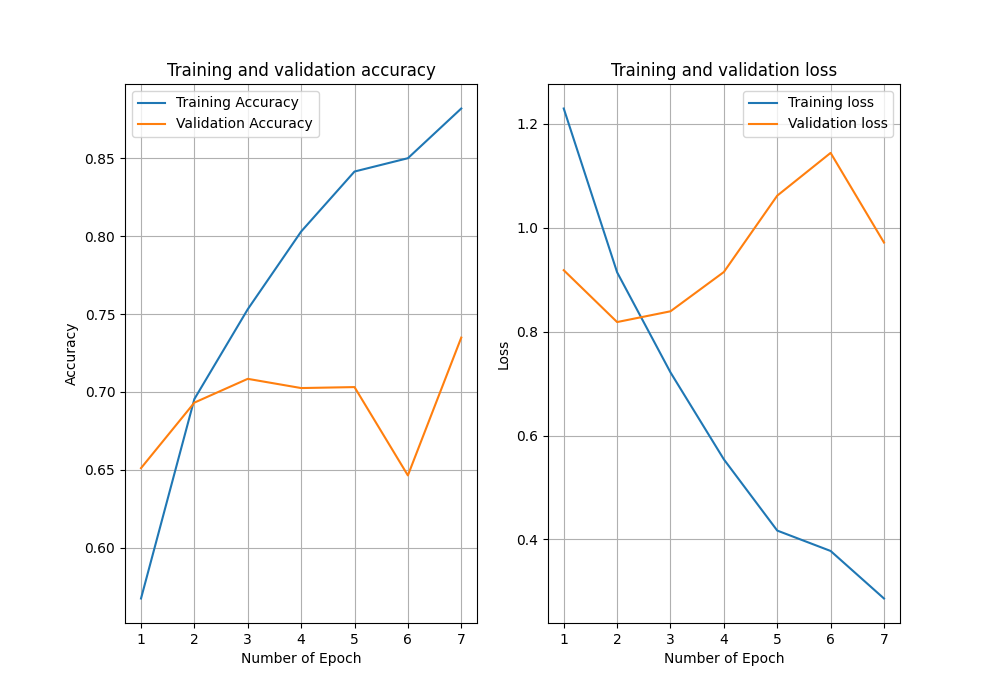 Training and validation accuracy
Training Accuracy
Validation Accuracy
0.85
0.80
0.75
0.70
0.65
0.60
Accuracy
1 2 3 4 5 6 7
Number of Epoch
Training and validation loss
Training loss
Validation loss
1.2
1.0
0.8
0.6
0.4
Loss
1 2 3 4 5 6 7
Number of Epoch